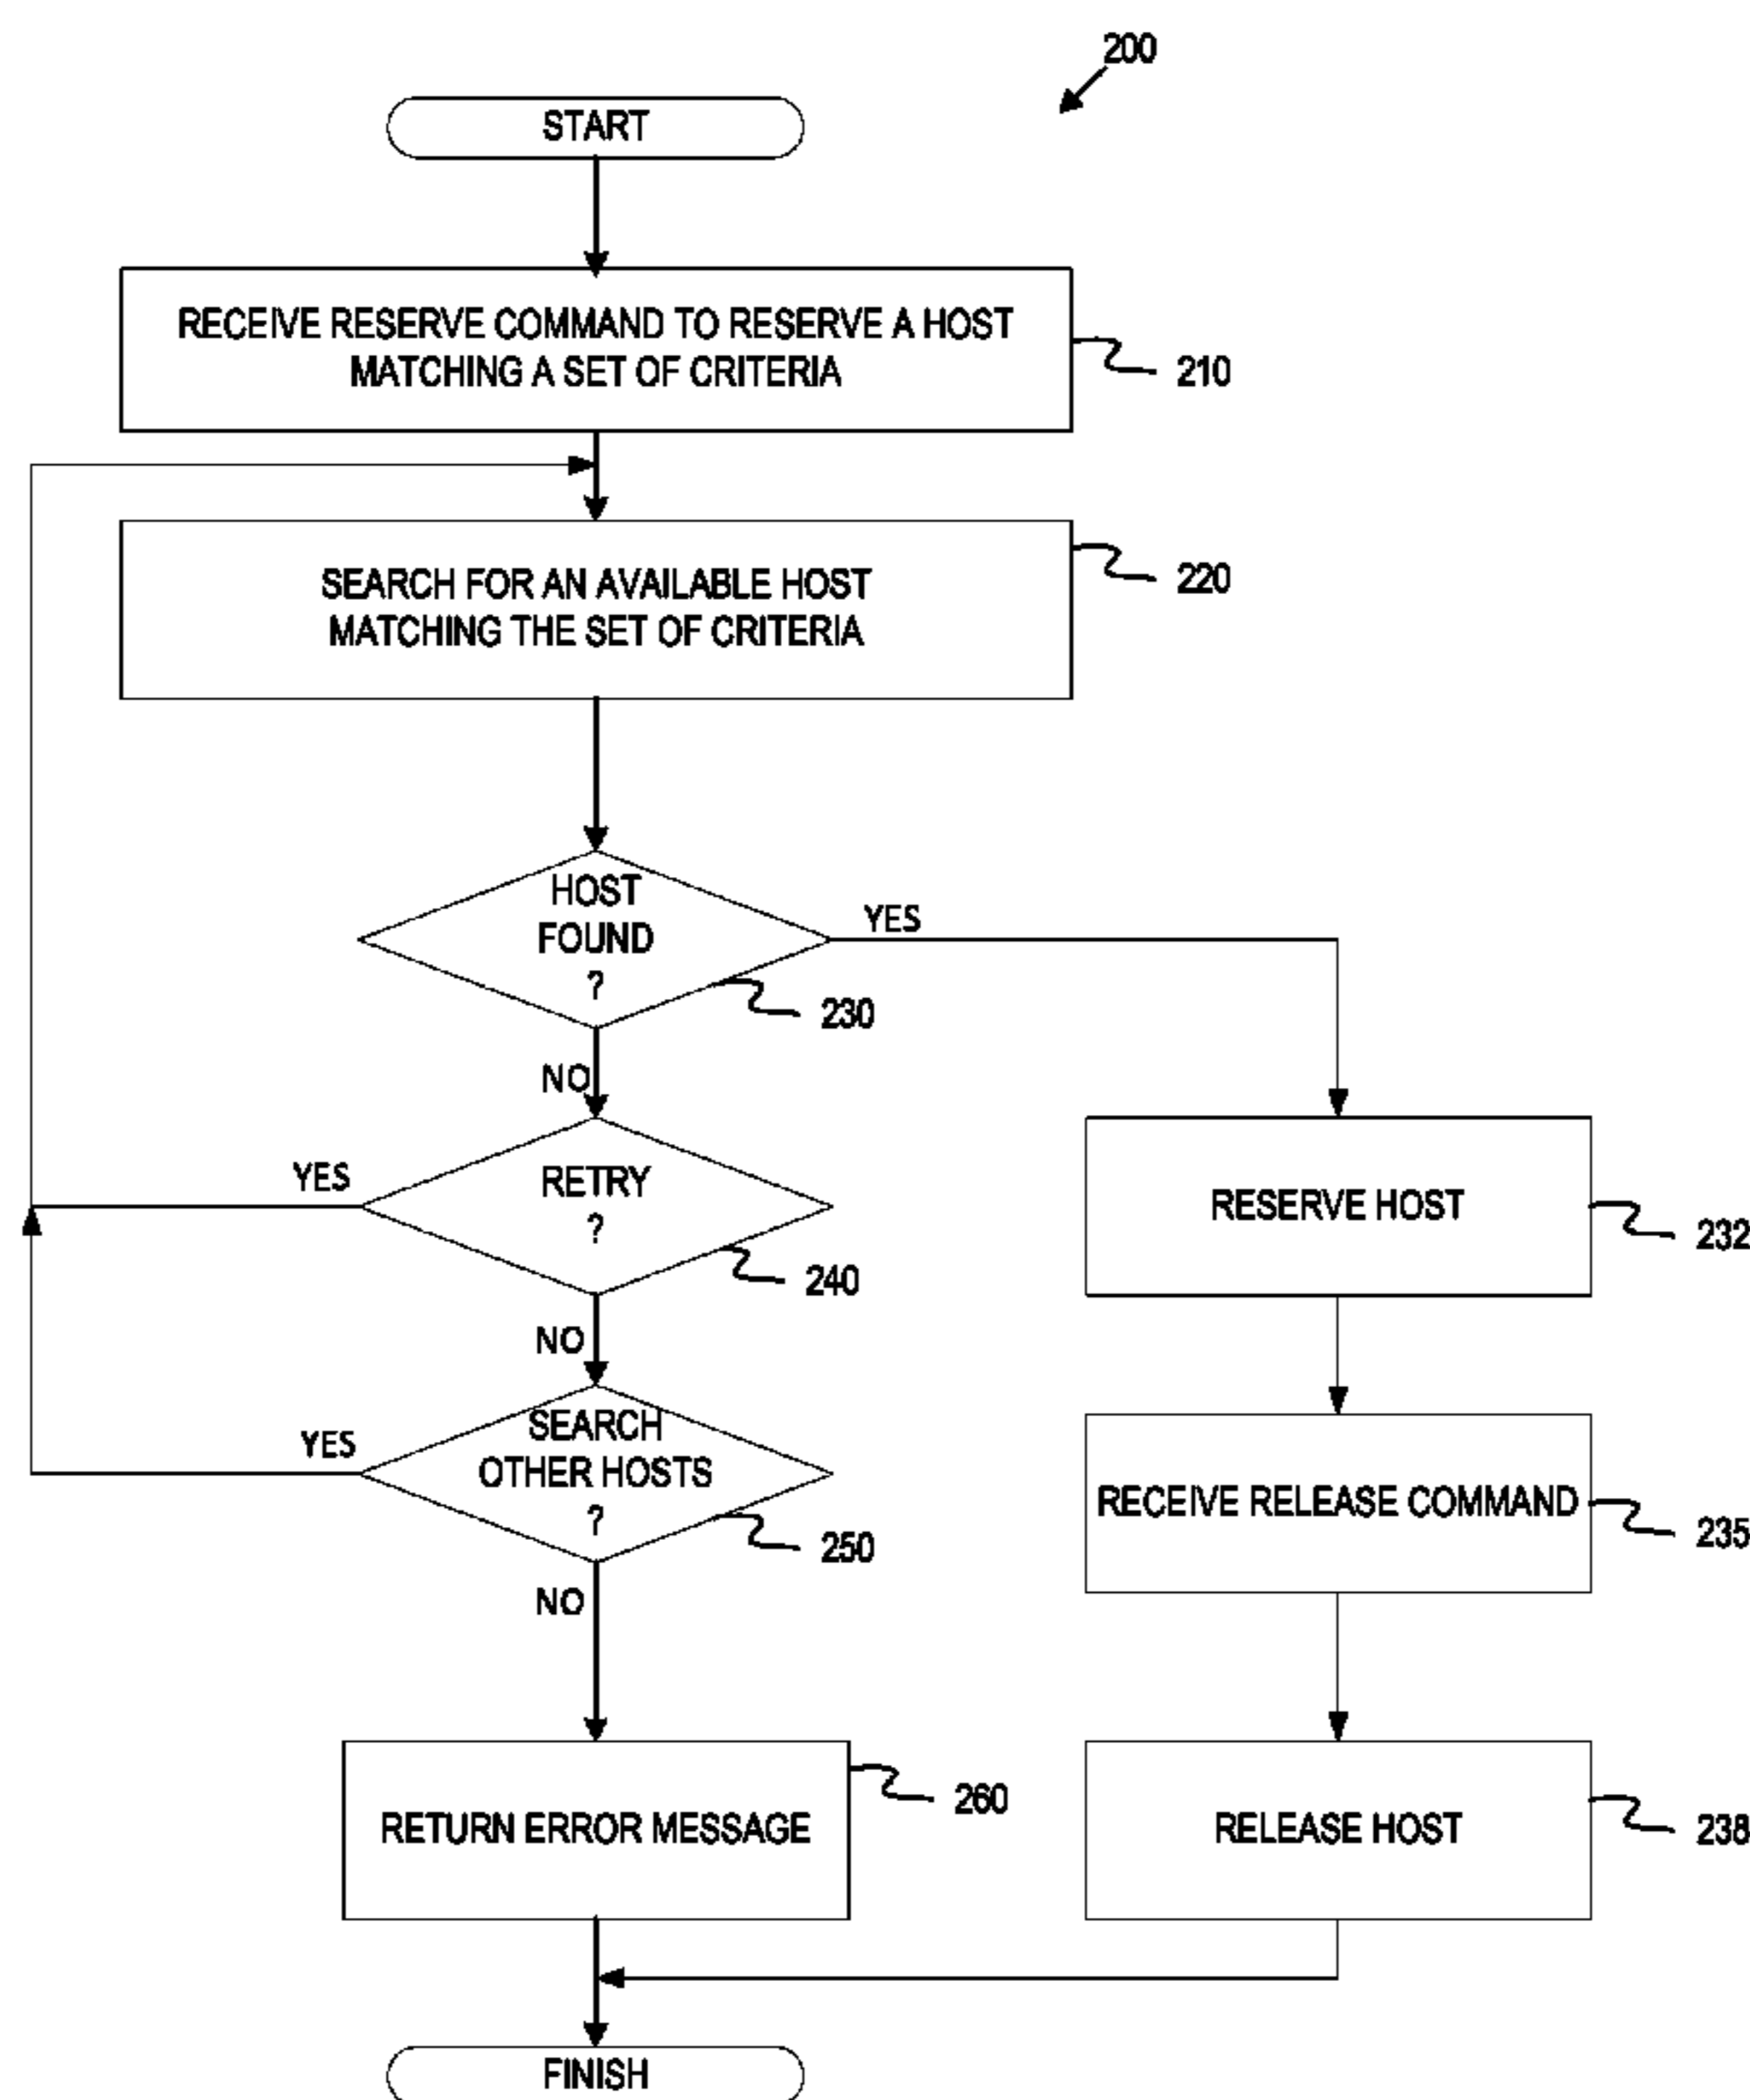 200
START
RECEIVE RESERVE COMMAND TO RESERVE A HOST
MATCHING A SET OF CRITERIA
210
SEARCH FOR AN AVAILABLE HOST
MATCHING THE SET OF CRITERIA
220
HOST
FOUND
?
YES
230
NO
RETRY
?
YES
240
NO
RESERVE HOST
232
SEARCH
OTHER HOSTS
?
YES
250
NO
RECEIVE RELEASE COMMAND
235
RETURN ERROR MESSAGE
260
RELEASE HOST
238
FINISH